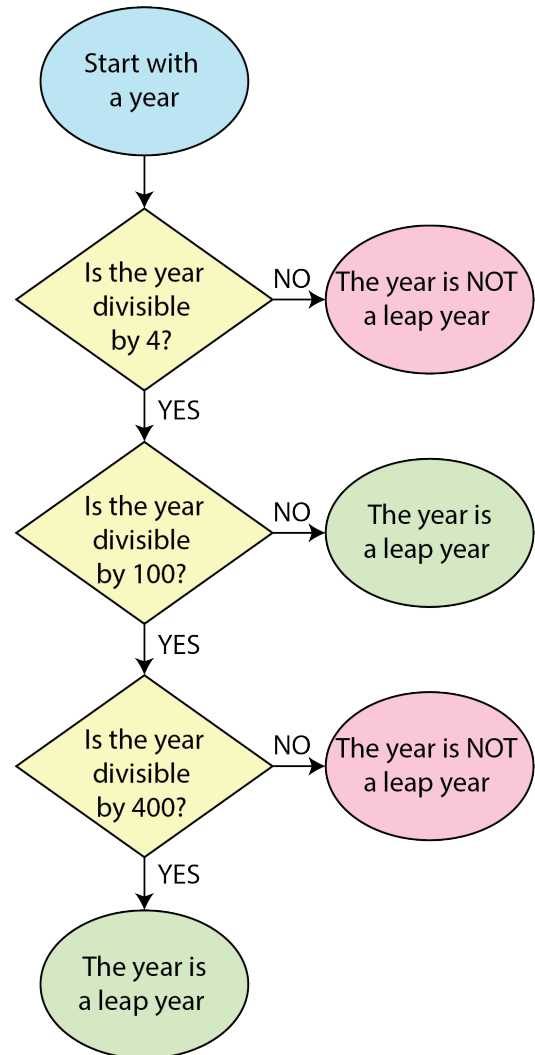 Start with
a year
Is the year
divisible
by 4?
NO
The year is NOT
a leap year
YES
Is the year
divisible
by 100?
NO
The year is
a leap year
YES
Is the year
divisible
by 400?
NO
The year is NOT
a leap year
YES
The year is
a leap year